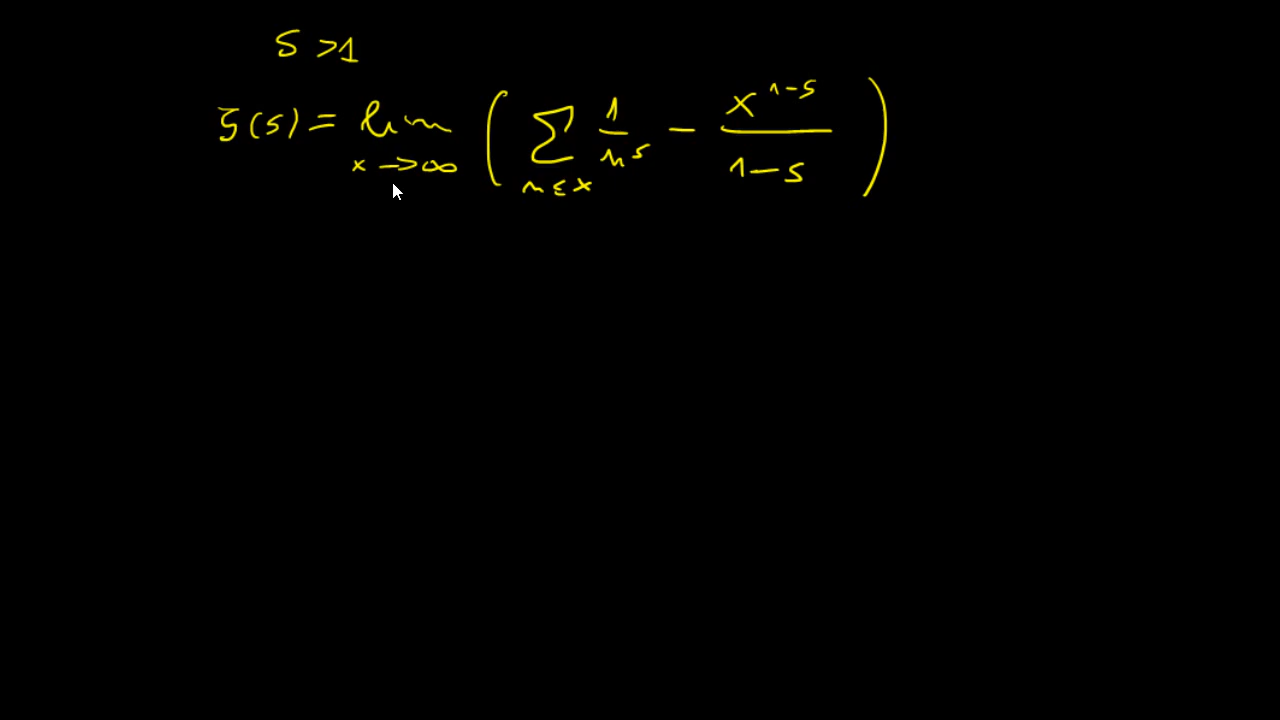 s > 1
ζ(s) = lim_{x → ∞} ( ∑_{n ≤ x} 1/n^s − x^{1−s}/(1−s) )